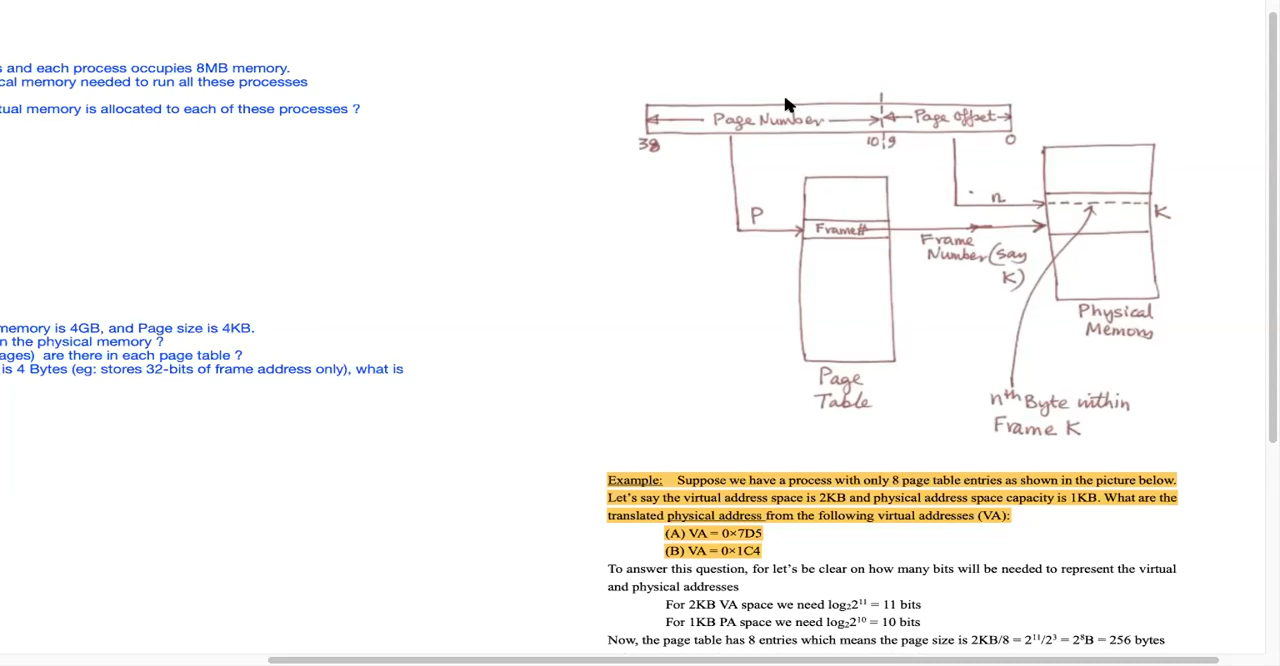 s and each process occupies 8MB memory.
cal memory needed to run all these processes
tual memory is allocated to each of these processes ?
memory is 4GB, and Page size is 4KB.
n the physical memory ?
ages) are there in each page table ?
is 4 Bytes (eg: stores 32-bits of frame address only), what is
Page Number Page Offset
38 10 9 0
P
Frame#
n
K
Frame
Number (say
K)
Physical
Memory
Page
Table
nth Byte within
Frame K
Example: Suppose we have a process with only 8 page table entries as shown in the picture below.
Let's say the virtual address space is 2KB and physical address space capacity is 1KB. What are the
translated physical address from the following virtual addresses (VA):
(A) VA = 0×7D5
(B) VA = 0×1C4
To answer this question, for let's be clear on how many bits will be needed to represent the virtual
and physical addresses
For 2KB VA space we need log₂2¹¹ = 11 bits
For 1KB PA space we need log₂2¹⁰ = 10 bits
Now, the page table has 8 entries which means the page size is 2KB/8 = 2¹¹/2³ = 2⁸B = 256 bytes